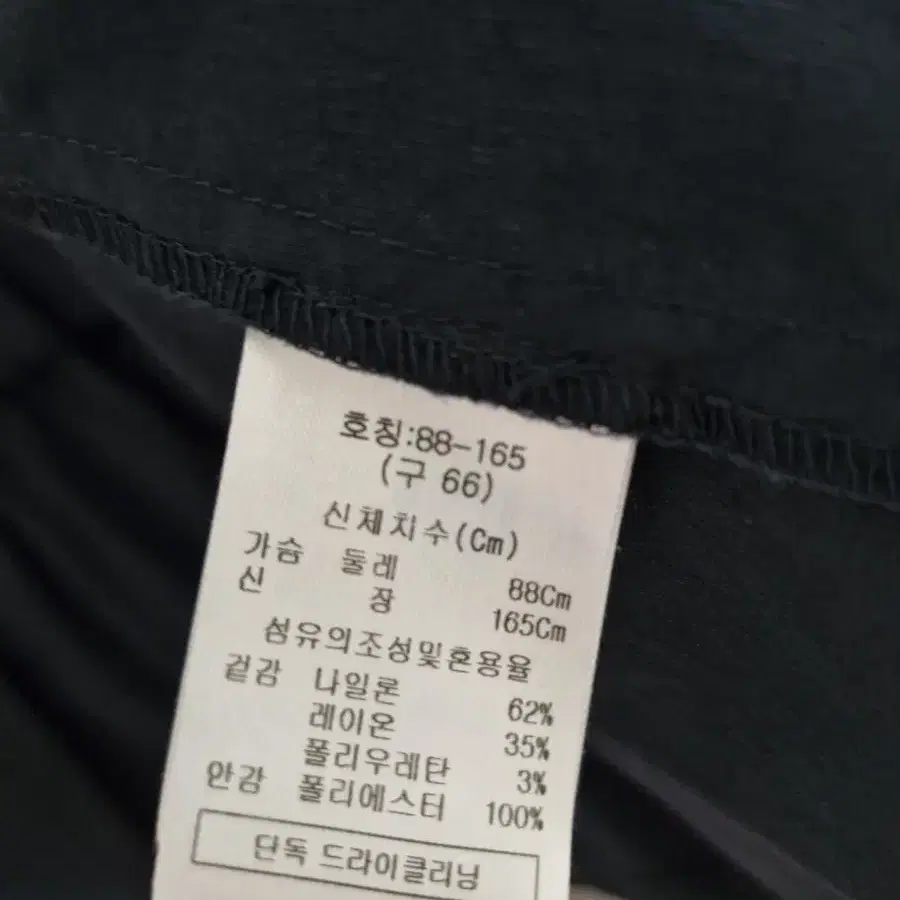 호칭:88-165
(구 66)
신체치수(Cm)
가슴 둘레 88Cm
신 장 165Cm
섬유의조성및혼용율
겉감 나일론 62%
레이온 35%
폴리우레탄 3%
안감 폴리에스터 100%
단독 드라이클리닝